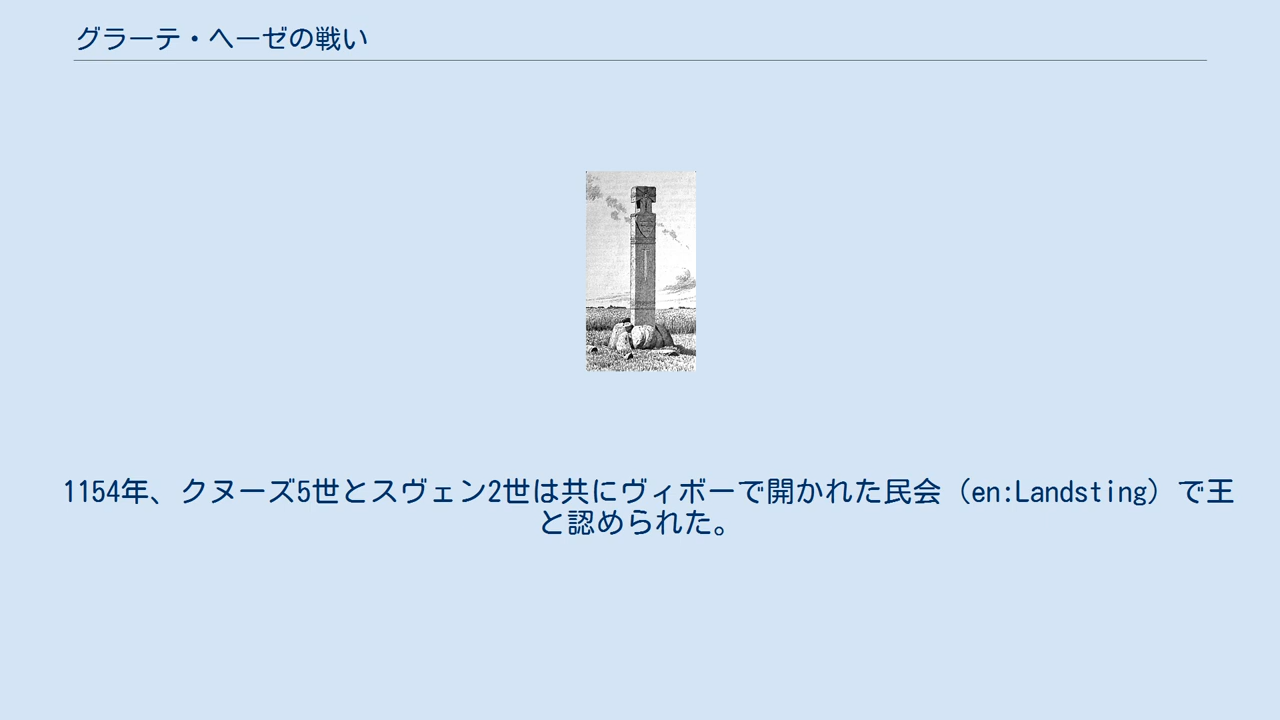 グラーテ・ヘーゼの戦い
1154年、クヌーズ5世とスヴェン2世は共にヴィボーで開かれた民会（en:Landsting）で王
と認められた。